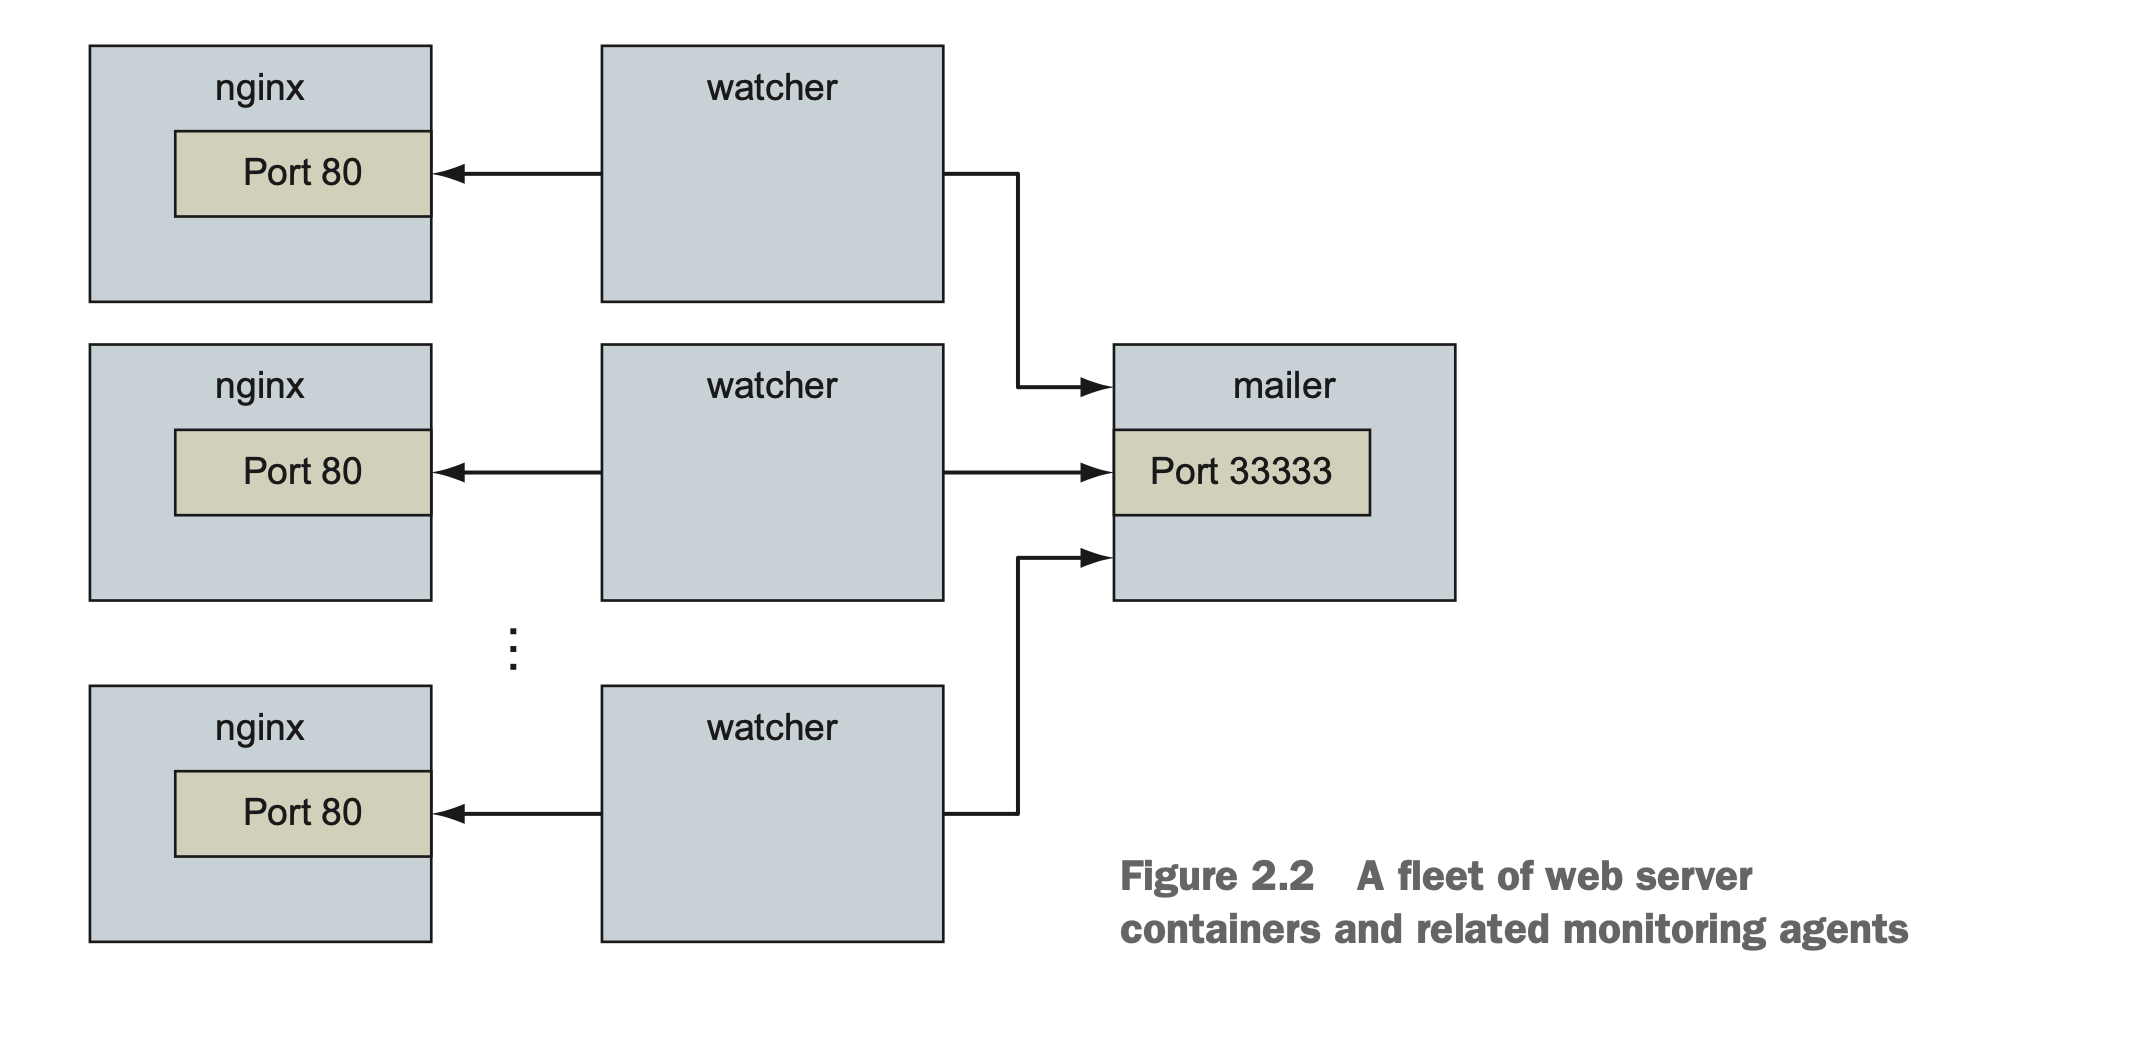 nginx
watcher
Port 80
nginx
watcher
mailer
Port 80
Port 33333
nginx
watcher
Port 80
Figure 2.2 A fleet of web server
containers and related monitoring agents